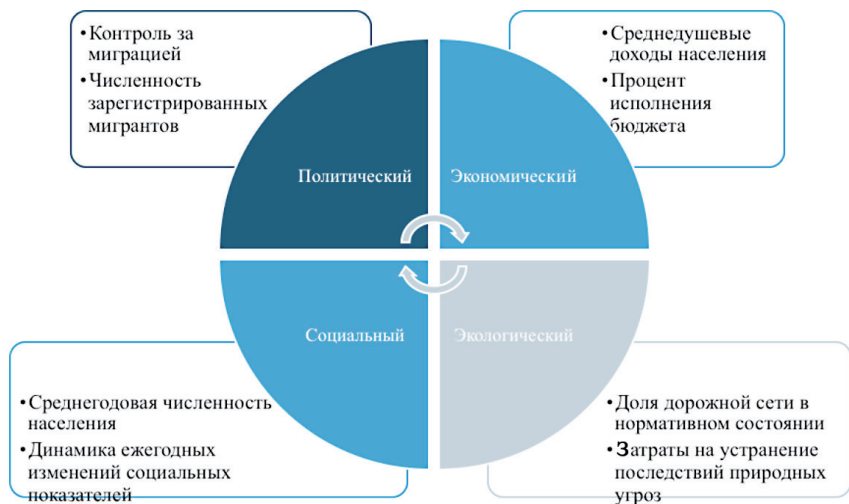 • Контроль за
миграцией
• Численность
зарегистрированных
мигрантов
• Среднедушевые
доходы населения
• Процент
исполнения
бюджета
Политический
Экономический
Социальный
Экологический
• Среднегодовая численность
населения
• Динамика ежегодных
изменений социальных
показателей
• Доля дорожной сети в
нормативном состоянии
• Затраты на устранение
последствий природных
угроз